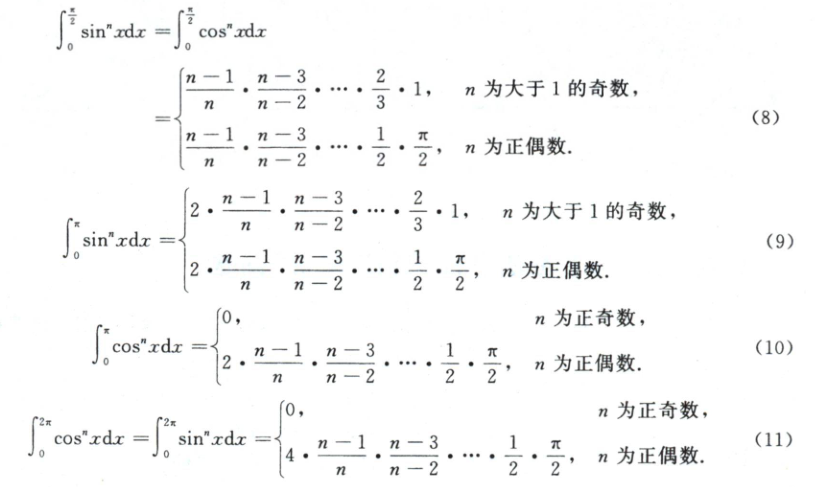 $\int_0^{\frac{\pi}{2}} \sin^n x dx = \int_0^{\frac{\pi}{2}} \cos^n x dx$
$= \begin{cases} \frac{n-1}{n} \cdot \frac{n-3}{n-2} \cdot \cdots \cdot \frac{2}{3} \cdot 1, & n 为大于 1 的奇数, \\ \frac{n-1}{n} \cdot \frac{n-3}{n-2} \cdot \cdots \cdot \frac{1}{2} \cdot \frac{\pi}{2}, & n 为正偶数. \end{cases}$ (8)
$\int_0^{\pi} \sin^n x dx = \begin{cases} 2 \cdot \frac{n-1}{n} \cdot \frac{n-3}{n-2} \cdot \cdots \cdot \frac{2}{3} \cdot 1, & n 为大于 1 的奇数, \\ 2 \cdot \frac{n-1}{n} \cdot \frac{n-3}{n-2} \cdot \cdots \cdot \frac{1}{2} \cdot \frac{\pi}{2}, & n 为正偶数. \end{cases}$ (9)
$\int_0^{\pi} \cos^n x dx = \begin{cases} 0, & n 为正奇数, \\ 2 \cdot \frac{n-1}{n} \cdot \frac{n-3}{n-2} \cdot \cdots \cdot \frac{1}{2} \cdot \frac{\pi}{2}, & n 为正偶数. \end{cases}$ (10)
$\int_0^{2\pi} \cos^n x dx = \int_0^{2\pi} \sin^n x dx = \begin{cases} 0, & n 为正奇数, \\ 4 \cdot \frac{n-1}{n} \cdot \frac{n-3}{n-2} \cdot \cdots \cdot \frac{1}{2} \cdot \frac{\pi}{2}, & n 为正偶数. \end{cases}$ (11)